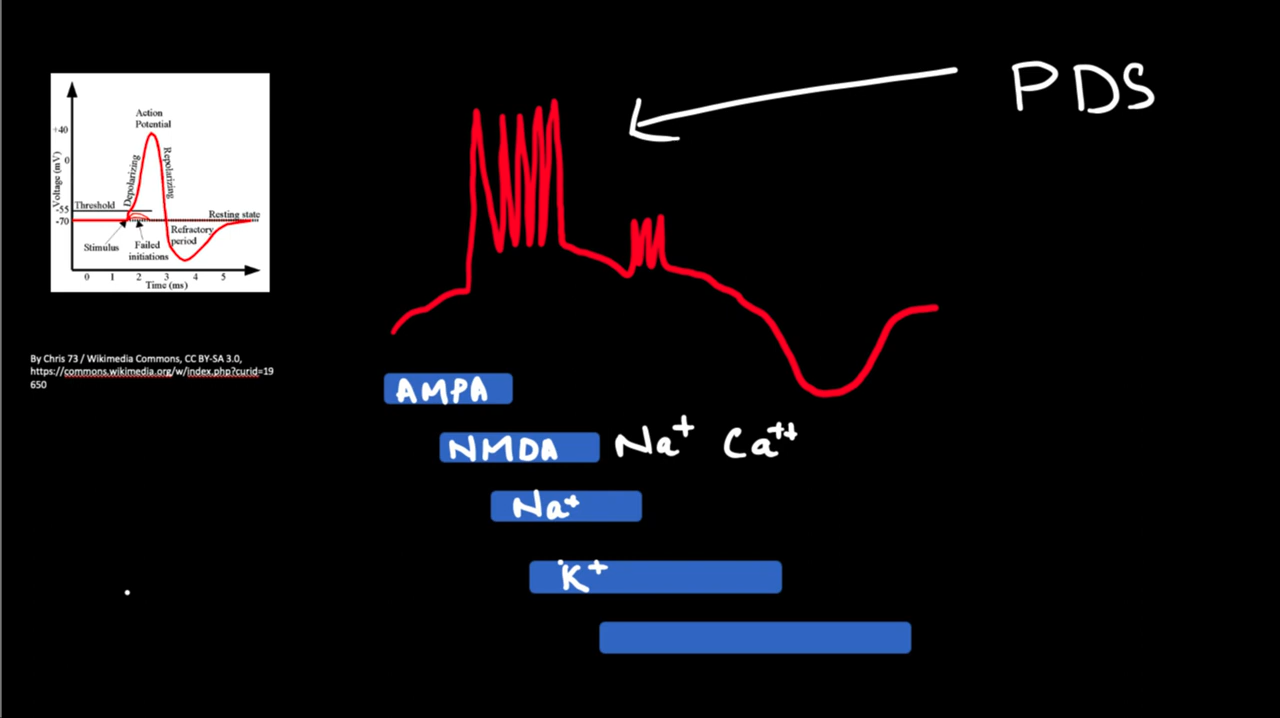 PDS
Action
Potential
+40
0
-55
-70
Voltage (mV)
Depolarizing
Repolarizing
Threshold
Resting state
Stimulus
Failed
initiations
Refractory
period
0 1 2 3 4 5
Time (ms)
By Chris 73 / Wikimedia Commons, CC BY-SA 3.0,
https://commons.wikimedia.org/w/index.php?curid=19
650
AMPA
NMDA Na⁺ Ca⁺⁺
Na⁺
K⁺